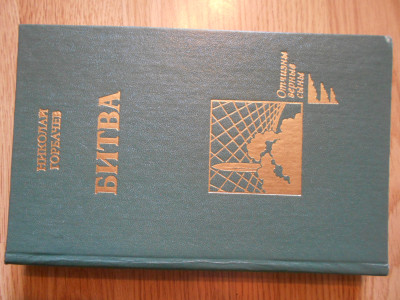 НИКОЛАЙ
ГОРБАЧЕВ
БИТВА
Отчизны
верные
сыны